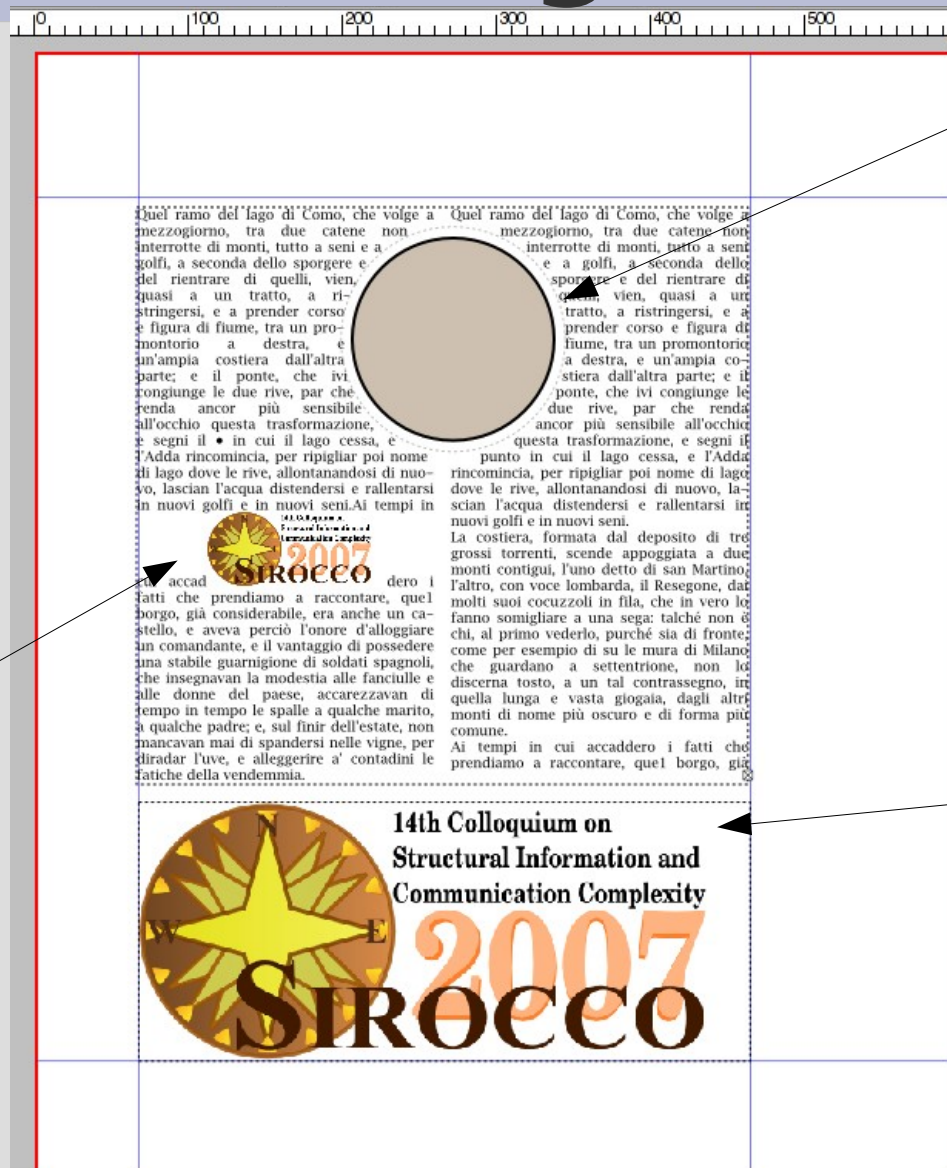 0 100 200 300 400 500
Quel ramo del lago di Como, che volge a
mezzogiorno, tra due catene non
interrotte di monti, tutto a seni e a
golfi, a seconda dello sporgere e
del rientrare di quelli, vien,
quasi a un tratto, a ri-
stringersi, e a prender corso
e figura di fiume, tra un pro-
montorio a destra, e
un'ampia costiera dall'altra
parte; e il ponte, che ivi
congiunge le due rive, par che
renda ancor più sensibile
all'occhio questa trasformazione,
e segni il • in cui il lago cessa, e
l'Adda rincomincia, per ripigliar poi nome
di lago dove le rive, allontanandosi di nuo-
vo, lascian l'acqua distendersi e rallentarsi
in nuovi golfi e in nuovi seni.Ai tempi in
14th Colloquium on
Structural Information and
Communication Complexity
2007
SIROCCO
cui accad dero i
fatti che prendiamo a raccontare, que1
borgo, già considerabile, era anche un ca-
stello, e aveva perciò l'onore d'alloggiare
un comandante, e il vantaggio di possedere
una stabile guarnigione di soldati spagnoli,
che insegnavan la modestia alle fanciulle e
alle donne del paese, accarezzavan di
tempo in tempo le spalle a qualche marito,
a qualche padre; e, sul finir dell'estate, non
mancavan mai di spandersi nelle vigne, per
diradar l'uve, e alleggerire a' contadini le
fatiche della vendemmia.
Quel ramo del lago di Como, che volge a
mezzogiorno, tra due catene non
interrotte di monti, tutto a seni
e a golfi, a seconda dello
sporgere e del rientrare di
quelli, vien, quasi a un
tratto, a ristringersi, e a
prender corso e figura di
fiume, tra un promontorio
a destra, e un'ampia co-
stiera dall'altra parte; e il
ponte, che ivi congiunge le
due rive, par che renda
ancor più sensibile all'occhio
questa trasformazione, e segni il
punto in cui il lago cessa, e l'Adda
rincomincia, per ripigliar poi nome di lago
dove le rive, allontanandosi di nuovo, la-
scian l'acqua distendersi e rallentarsi in
nuovi golfi e in nuovi seni.
La costiera, formata dal deposito di tre
grossi torrenti, scende appoggiata a due
monti contigui, l'uno detto di san Martino,
l'altro, con voce lombarda, il Resegone, dai
molti suoi cocuzzoli in fila, che in vero lo
fanno somigliare a una sega: talché non è
chi, al primo vederlo, purché sia di fronte,
come per esempio di su le mura di Milano
che guardano a settentrione, non lo
discerna tosto, a un tal contrassegno, in
quella lunga e vasta giogaia, dagli altri
monti di nome più oscuro e di forma più
comune.
Ai tempi in cui accaddero i fatti che
prendiamo a raccontare, que1 borgo, già
14th Colloquium on
Structural Information and
Communication Complexity
2007
N
W E
SIROCCO